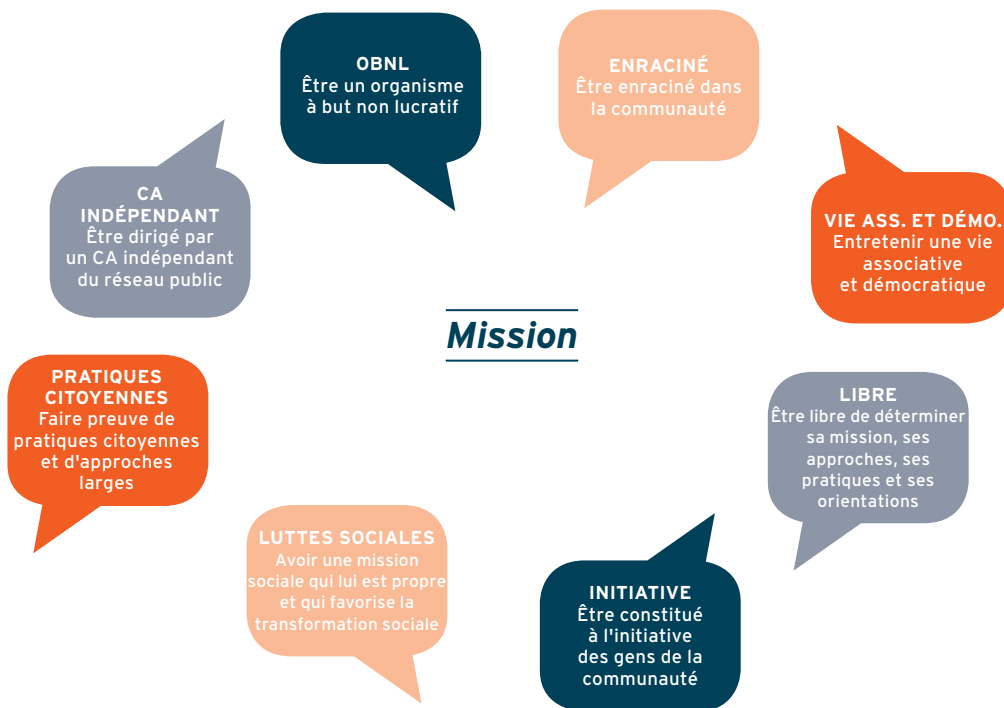 OBNL
Être un organisme
à but non lucratif
ENRACINÉ
Être enraciné dans
la communauté
CA
INDÉPENDANT
Être dirigé par
un CA indépendant
du réseau public
VIE ASS. ET DÉMO.
Entretenir une vie
associative
et démocratique
Mission
PRATIQUES
CITOYENNES
Faire preuve de
pratiques citoyennes
et d'approches
larges
LIBRE
Être libre de déterminer
sa mission, ses
approches, ses
pratiques et ses
orientations
LUTTES SOCIALES
Avoir une mission
sociale qui lui est propre
et qui favorise la
transformation sociale
INITIATIVE
Être constitué
à l'initiative
des gens de la
communauté